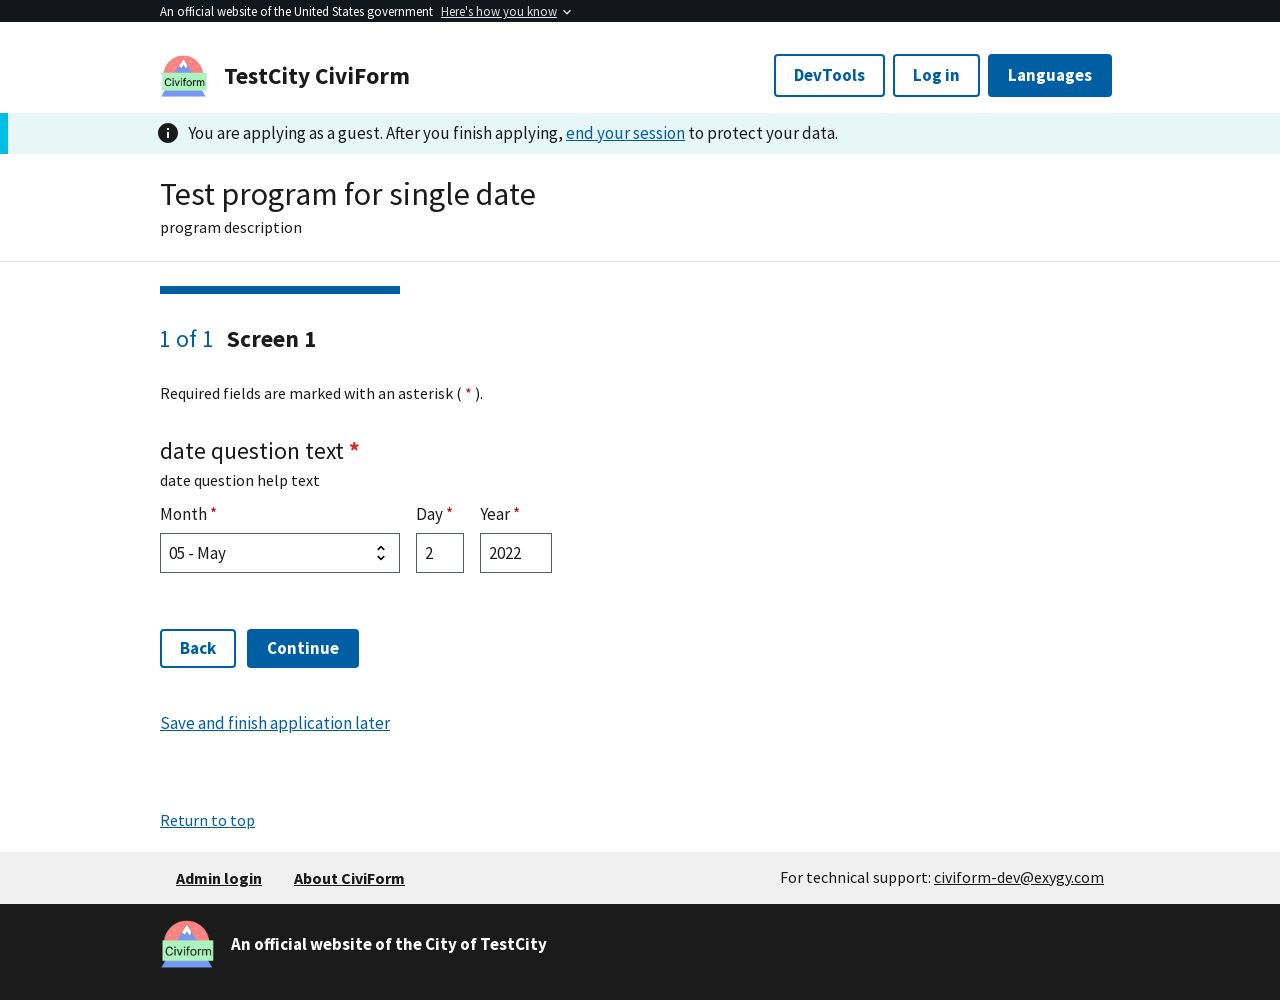 An official website of the United States government Here's how you know
Civiform
TestCity CiviForm
DevTools
Log in
Languages
You are applying as a guest. After you finish applying, end your session to protect your data.
Test program for single date
program description
1 of 1 Screen 1
Required fields are marked with an asterisk ( * ).
date question text *
date question help text
Month * Day * Year *
05 - May 2 2022
Back Continue
Save and finish application later
Return to top
Admin login About CiviForm For technical support: civiform-dev@exygy.com
Civiform
An official website of the City of TestCity